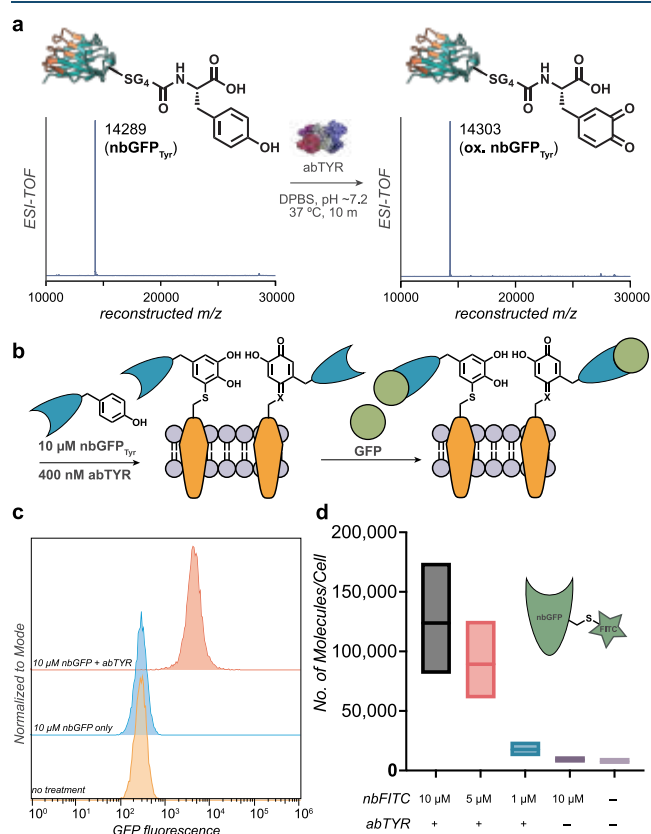 a
SG4
O
N
H
O
OH
OH
14289
(nbGFPTyr)
ESI-TOF
10000 20000 30000
reconstructed m/z
abTYR
DPBS, pH ~7.2
37 ºC, 10 m
SG4
O
N
H
O
OH
O
O
14303
(ox. nbGFPTyr)
ESI-TOF
10000 20000 30000
reconstructed m/z
b
OH
10 µM nbGFPTyr
400 nM abTYR
OH
OH
S
HO
O
X
GFP
OH
OH
S
HO
O
X
c
Normalized to Mode
10 µM nbGFP + abTYR
10 µM nbGFP only
no treatment
10^0 10^1 10^2 10^3 10^4 10^5 10^6
GFP fluorescence
d
No. of Molecules/Cell
200,000
150,000
100,000
50,000
0
nbGFP
S
FITC
nbFITC 10 µM 5 µM 1 µM 10 µM –
abTYR + + + – –